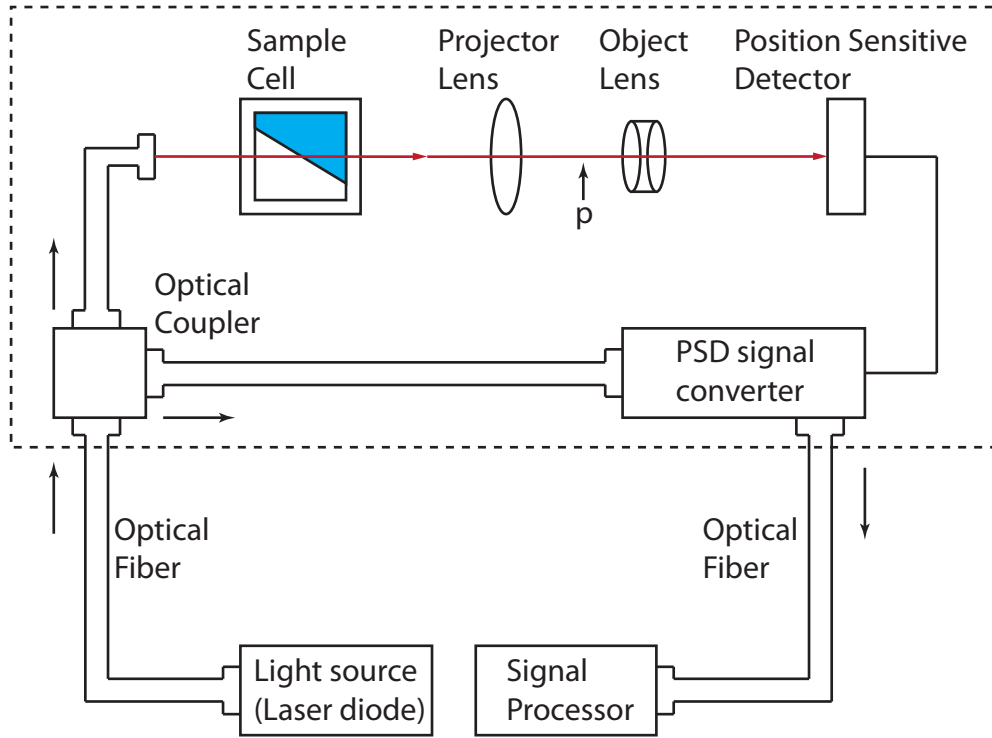 Sample
Cell
Projector
Lens
Object
Lens
Position Sensitive
Detector
p
Optical
Coupler
PSD signal
converter
Optical
Fiber
Optical
Fiber
Light source
(Laser diode)
Signal
Processor